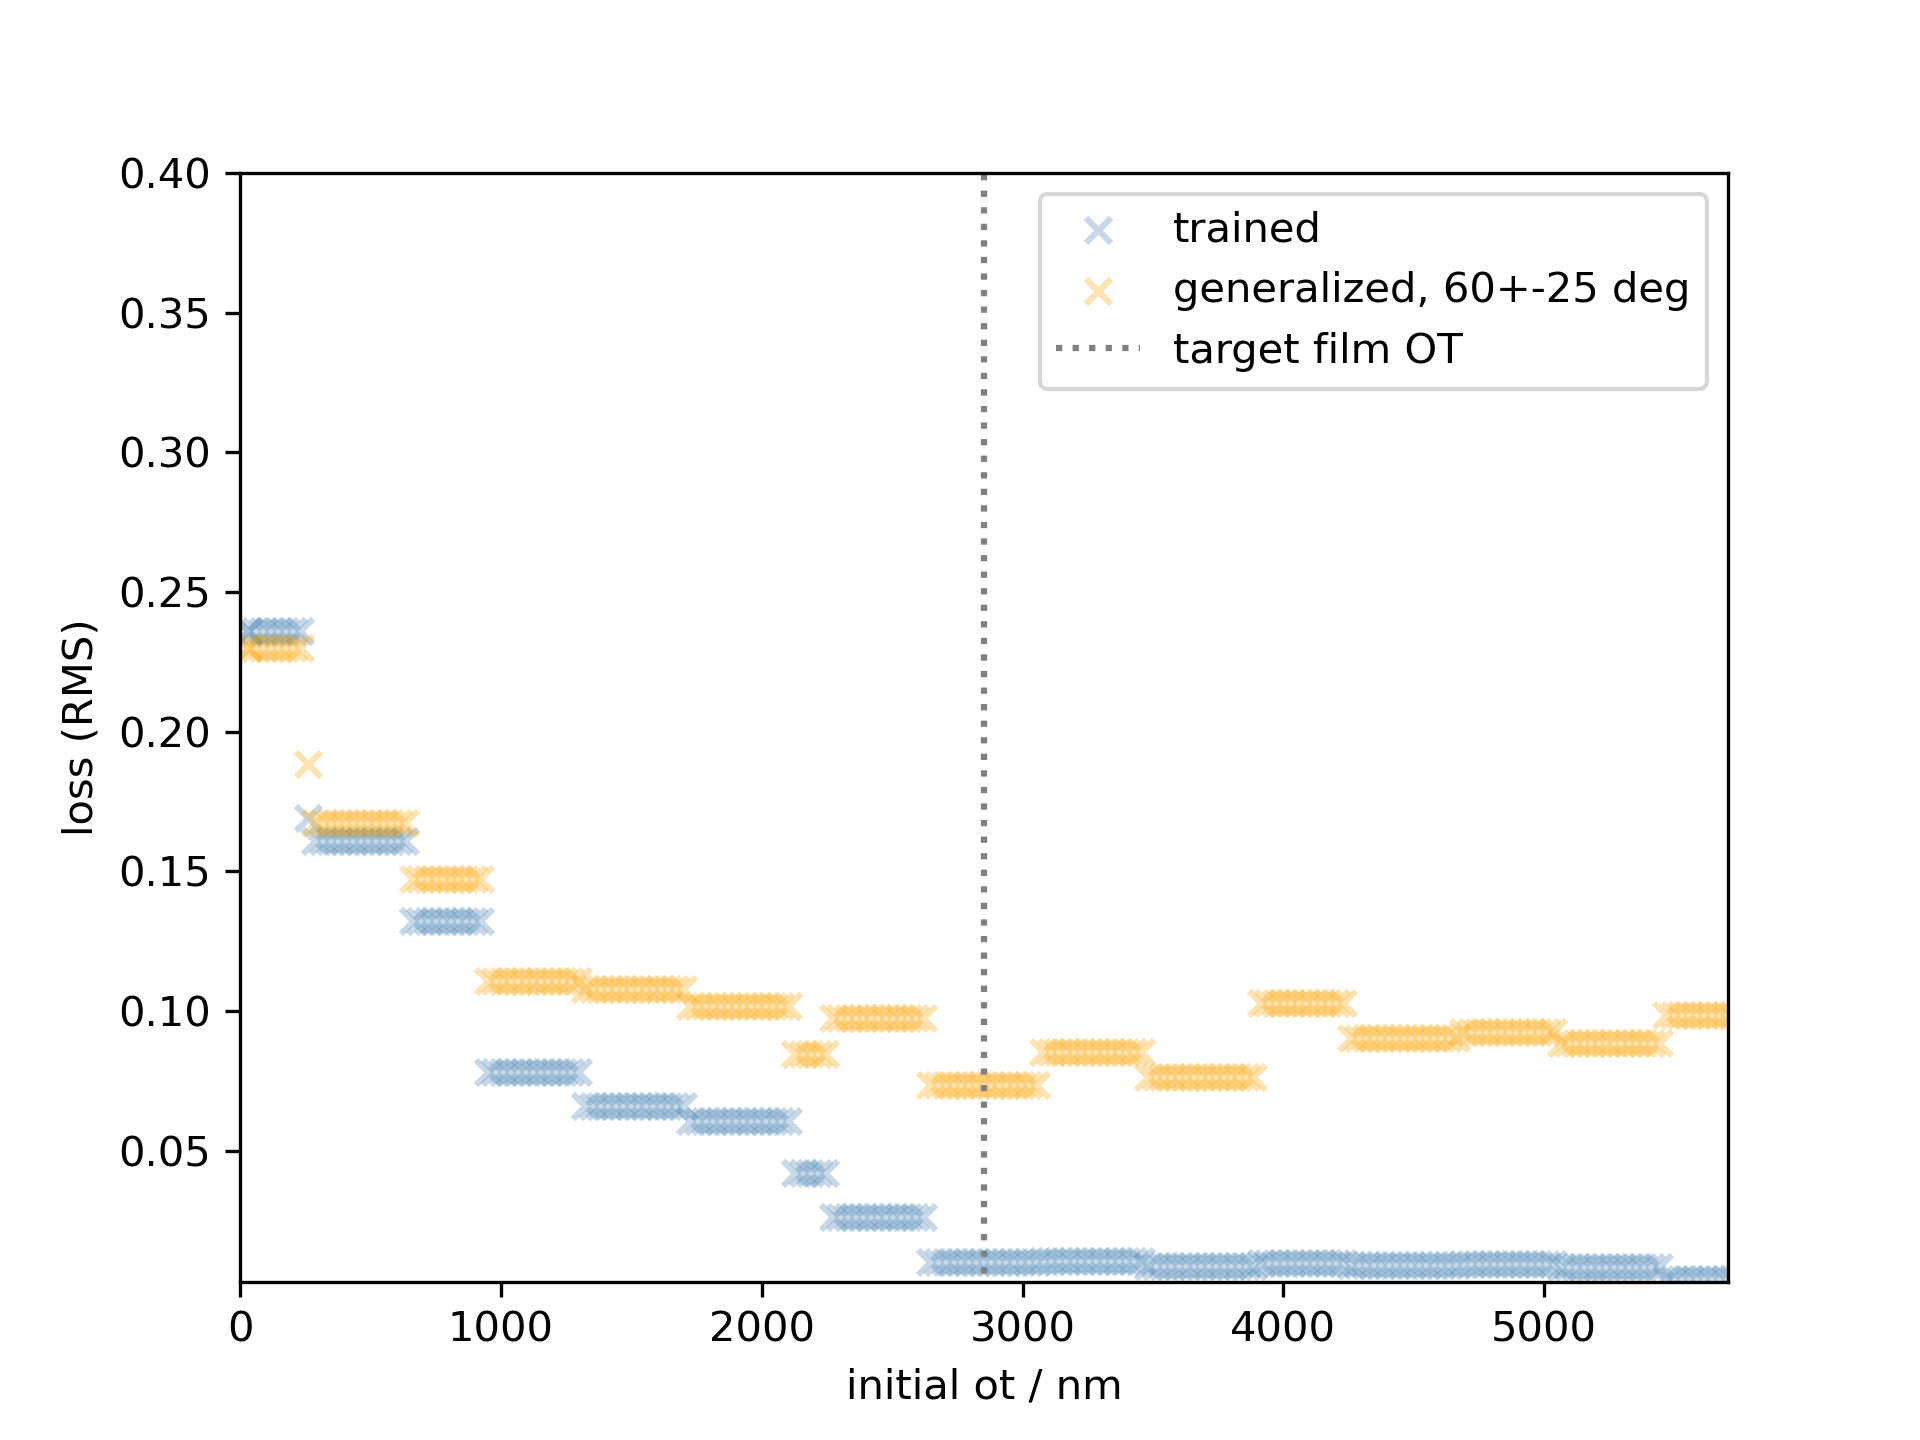 0.40
0.35
0.30
0.25
0.20
0.15
0.10
0.05
loss (RMS)
trained
generalized, 60+-25 deg
target film OT
0 1000 2000 3000 4000 5000
initial ot / nm